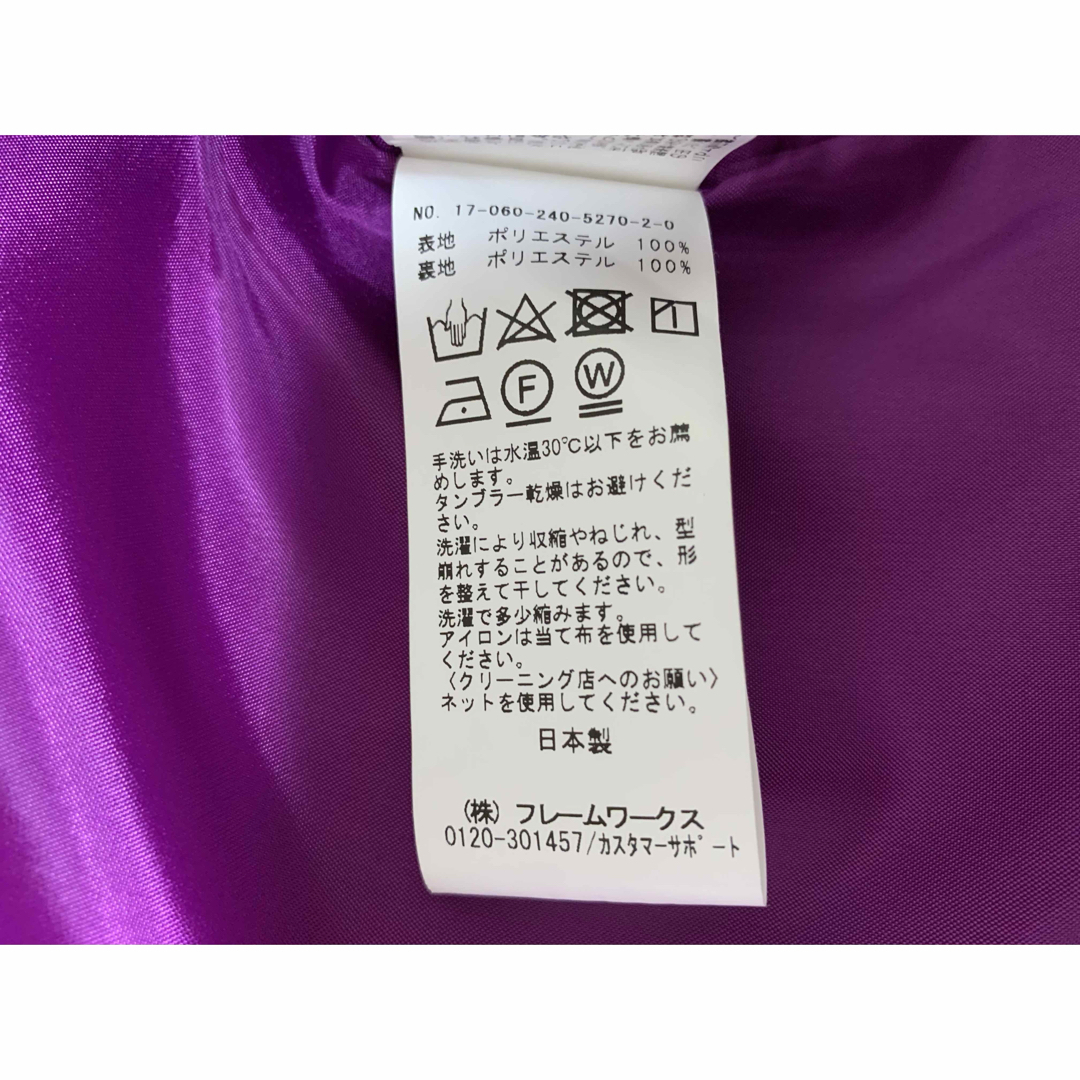 NO. 17-060-240-5270-2-0
表地 ポリエステル 100%
裏地 ポリエステル 100%
F W
手洗いは水温30℃以下をお薦
めします。
タンブラー乾燥はお避けくだ
さい。
洗濯により収縮やねじれ、型
崩れすることがあるので、形
を整えて干してください。
洗濯で多少縮みます。
アイロンは当て布を使用して
ください。
〈クリーニング店へのお願い〉
ネットを使用してください。
日本製
(株) フレームワークス
0120-301457/カスタマーサポート